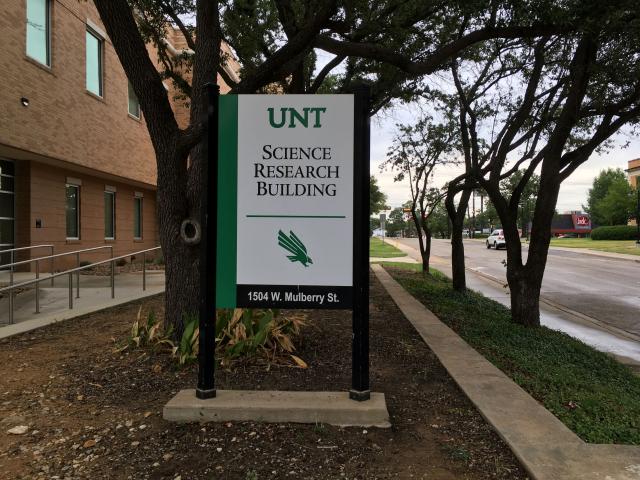 UNT
SCIENCE
RESEARCH
BUILDING
1504 W. Mulberry St.